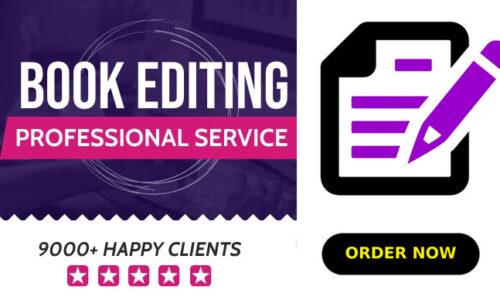 BOOK EDITING
PROFESSIONAL SERVICE
9000+ HAPPY CLIENTS
ORDER NOW